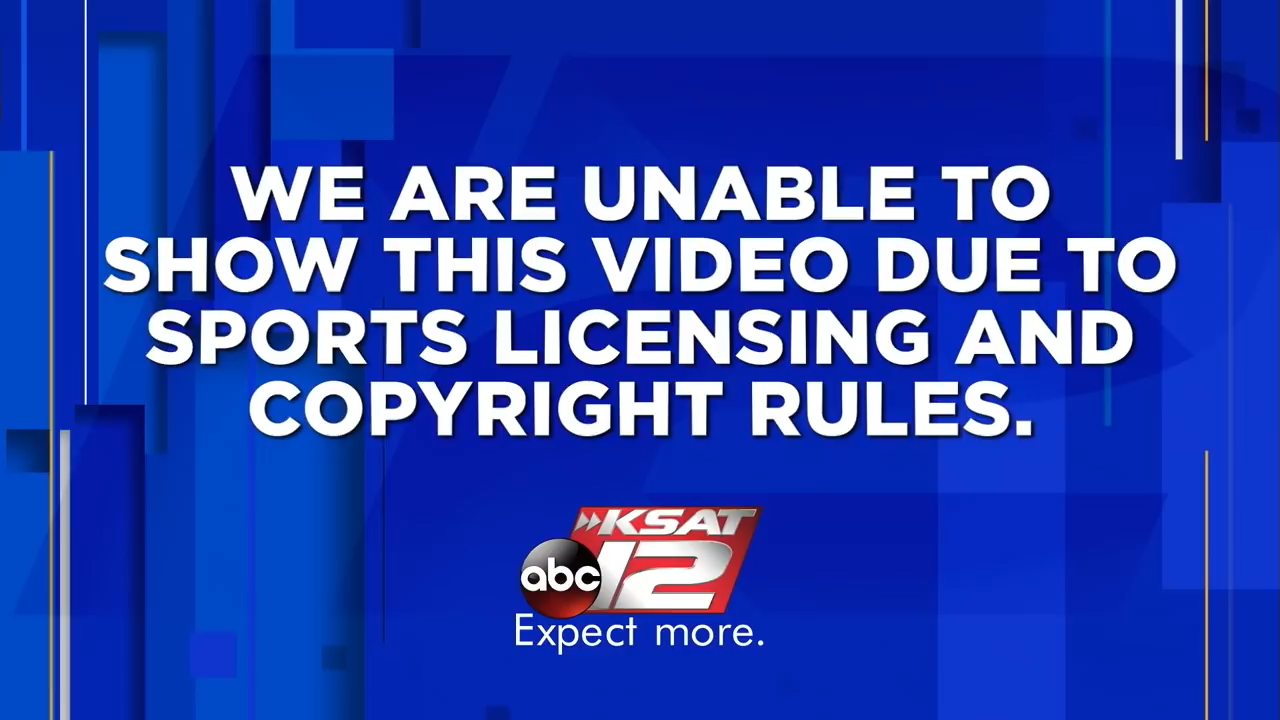 WE ARE UNABLE TO
SHOW THIS VIDEO DUE TO
SPORTS LICENSING AND
COPYRIGHT RULES.
KSAT
abc 12
Expect more.